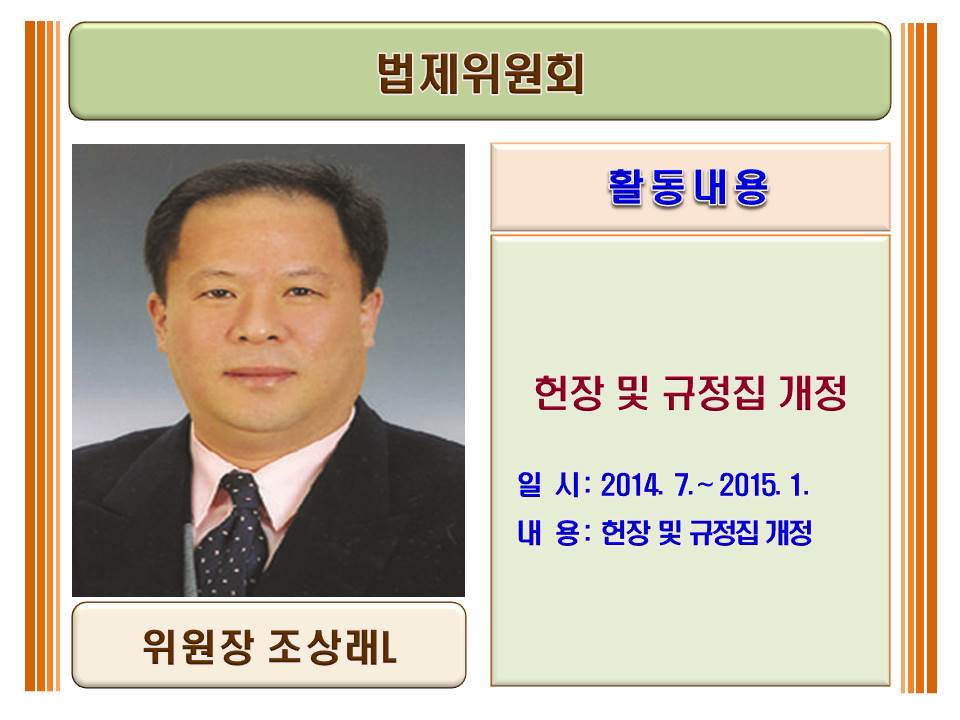 법제위원회
활동내용
헌장 및 규정집 개정
일 시: 2014. 7.~2015. 1.
내 용: 헌장 및 규정집 개정
위원장 조상래L